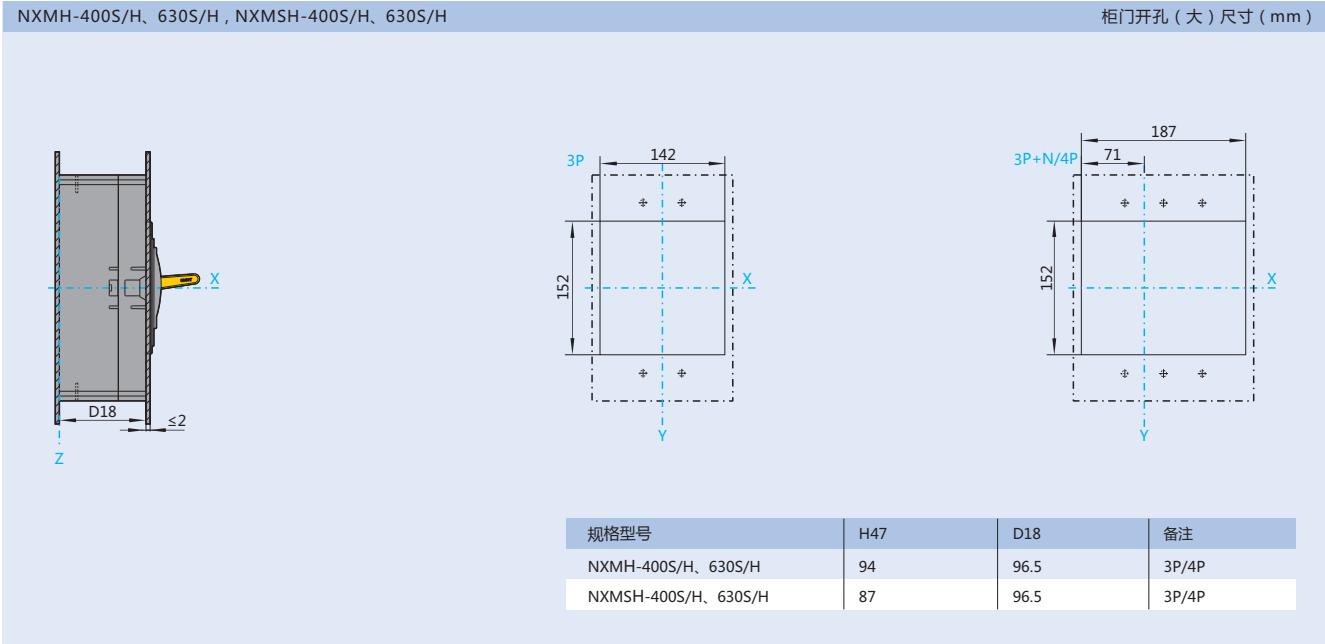 NXMH-400S/H、630S/H , NXMSH-400S/H、630S/H 柜门开孔 ( 大 ) 尺寸 ( mm )
X
D18
≤2
Z
3P 142
152
X
Y
187
3P+N/4P 71
152
X
Y
规格型号 H47 D18 备注
NXMH-400S/H、630S/H 94 96.5 3P/4P
NXMSH-400S/H、630S/H 87 96.5 3P/4P